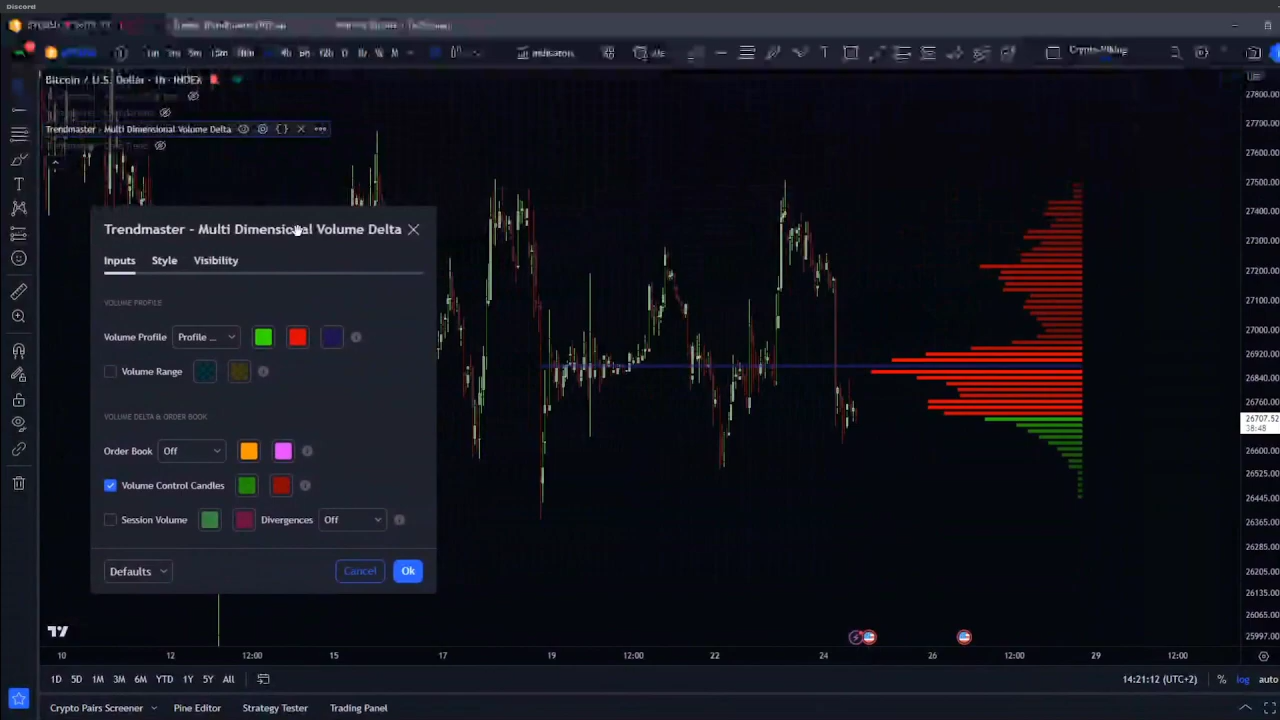 Discord
Indicators
Bitcoin / U.S. Dollar · 1h · INDEX
Trendmaster - Multi Dimensional Volume Delta
Trendmaster - Multi Dimensional Volume Delta
Inputs Style Visibility
VOLUME PROFILE
Volume Profile Profile ...
Volume Range
VOLUME DELTA & ORDER BOOK
Order Book Off
Volume Control Candles
Session Volume Divergences Off
Defaults Cancel Ok
27800.00
27700.00
27600.00
27500.00
27400.00
27300.00
27200.00
27100.00
27000.00
26920.00
26840.00
26760.00
26707.52
38:48
26600.00
26525.00
26445.00
26365.00
26285.00
26205.00
26135.00
26065.00
25997.00
10 12 12:00 15 17 19 12:00 22 24 26 12:00 29 12:00
1D 5D 1M 3M 6M YTD 1Y 5Y All 14:21:12 (UTC+2) % log auto
Crypto Pairs Screener Pine Editor Strategy Tester Trading Panel